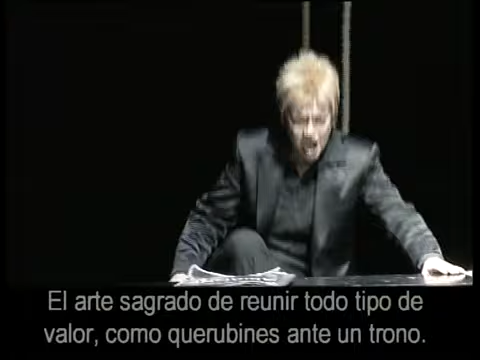 El arte sagrado de reunir todo tipo de
valor, como querubines ante un trono.